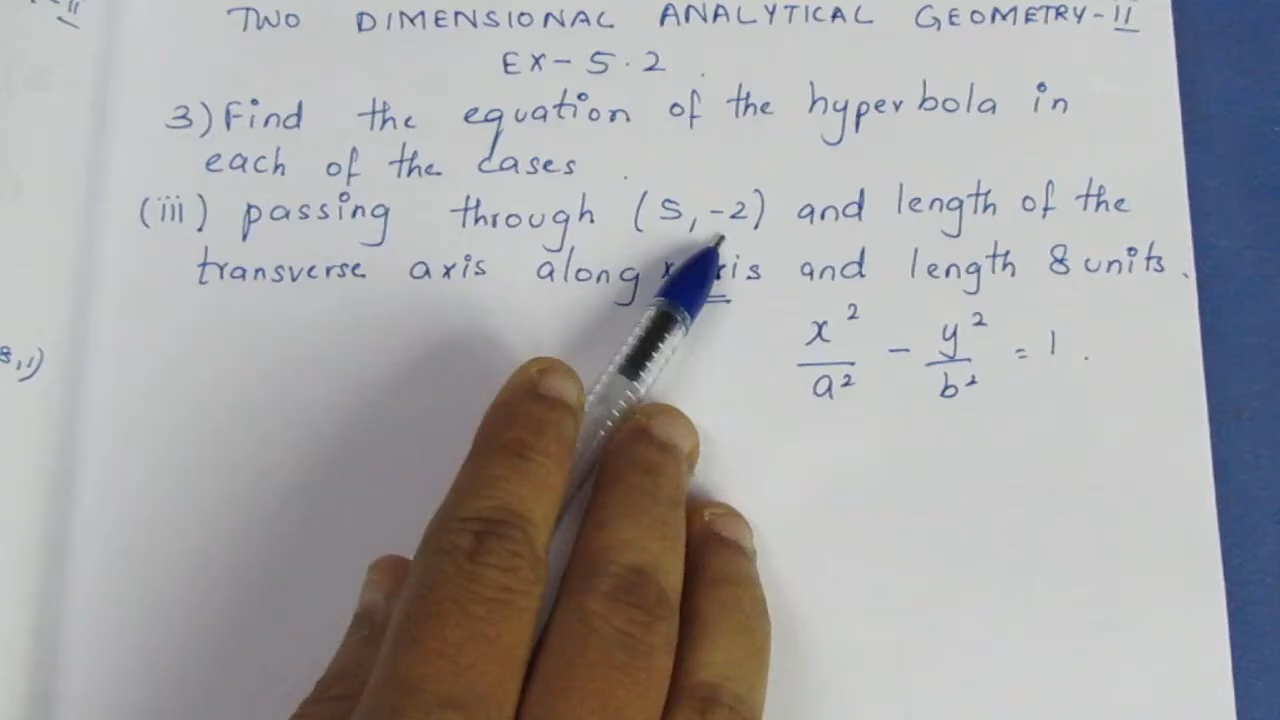 TWO DIMENSIONAL ANALYTICAL GEOMETRY-II
EX-5.2
3) Find the equation of the hyperbola in
each of the cases
(iii) passing through (5,-2) and length of the
transverse axis along and length 8 units.
x²/a² - y²/b² = 1.